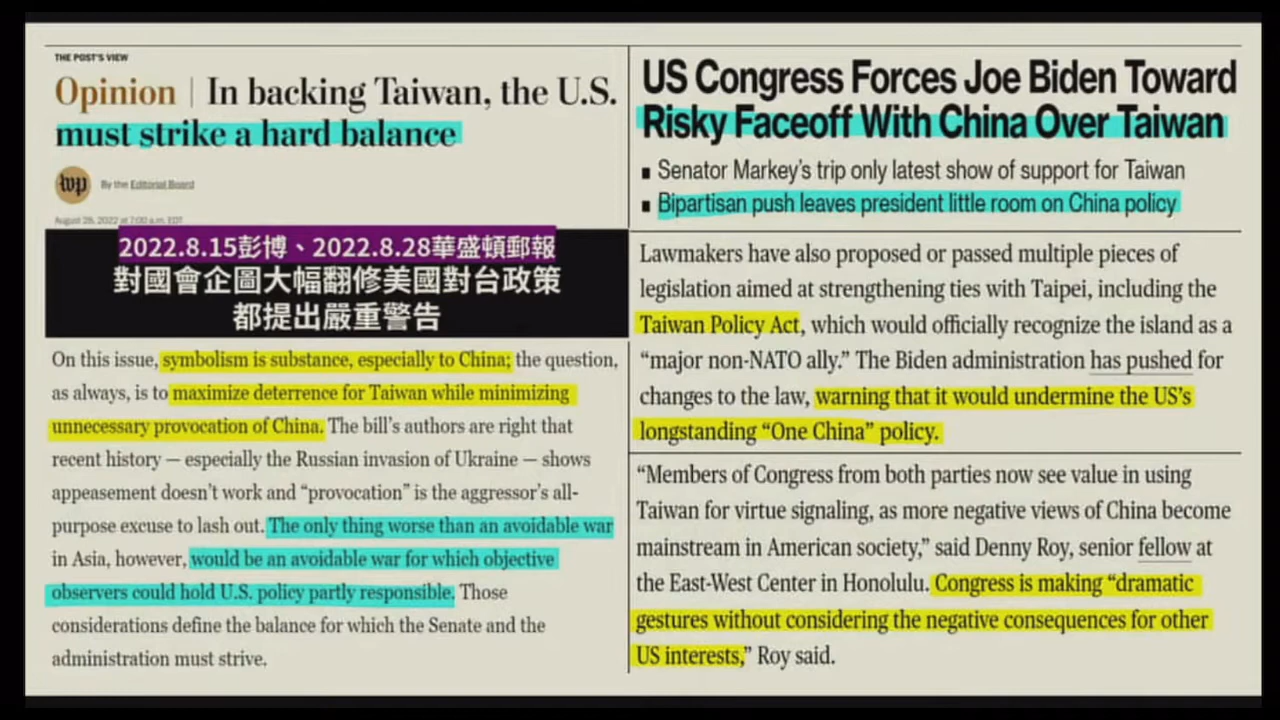 THE POST'S VIEW
Opinion | In backing Taiwan, the U.S.
must strike a hard balance
wp
By the Editorial Board
August 28, 2022 at 7:00 a.m. EDT
2022.8.15彭博、2022.8.28華盛頓郵報
對國會企圖大幅翻修美國對台政策
都提出嚴重警告
On this issue, symbolism is substance, especially to China; the question,
as always, is to maximize deterrence for Taiwan while minimizing
unnecessary provocation of China. The bill's authors are right that
recent history — especially the Russian invasion of Ukraine — shows
appeasement doesn't work and “provocation” is the aggressor's all-
purpose excuse to lash out. The only thing worse than an avoidable war
in Asia, however, would be an avoidable war for which objective
observers could hold U.S. policy partly responsible. Those
considerations define the balance for which the Senate and the
administration must strive.
US Congress Forces Joe Biden Toward
Risky Faceoff With China Over Taiwan
■ Senator Markey's trip only latest show of support for Taiwan
■ Bipartisan push leaves president little room on China policy
Lawmakers have also proposed or passed multiple pieces of
legislation aimed at strengthening ties with Taipei, including the
Taiwan Policy Act, which would officially recognize the island as a
“major non-NATO ally.” The Biden administration has pushed for
changes to the law, warning that it would undermine the US's
longstanding “One China” policy.
“Members of Congress from both parties now see value in using
Taiwan for virtue signaling, as more negative views of China become
mainstream in American society,” said Denny Roy, senior fellow at
the East-West Center in Honolulu. Congress is making “dramatic
gestures without considering the negative consequences for other
US interests,” Roy said.